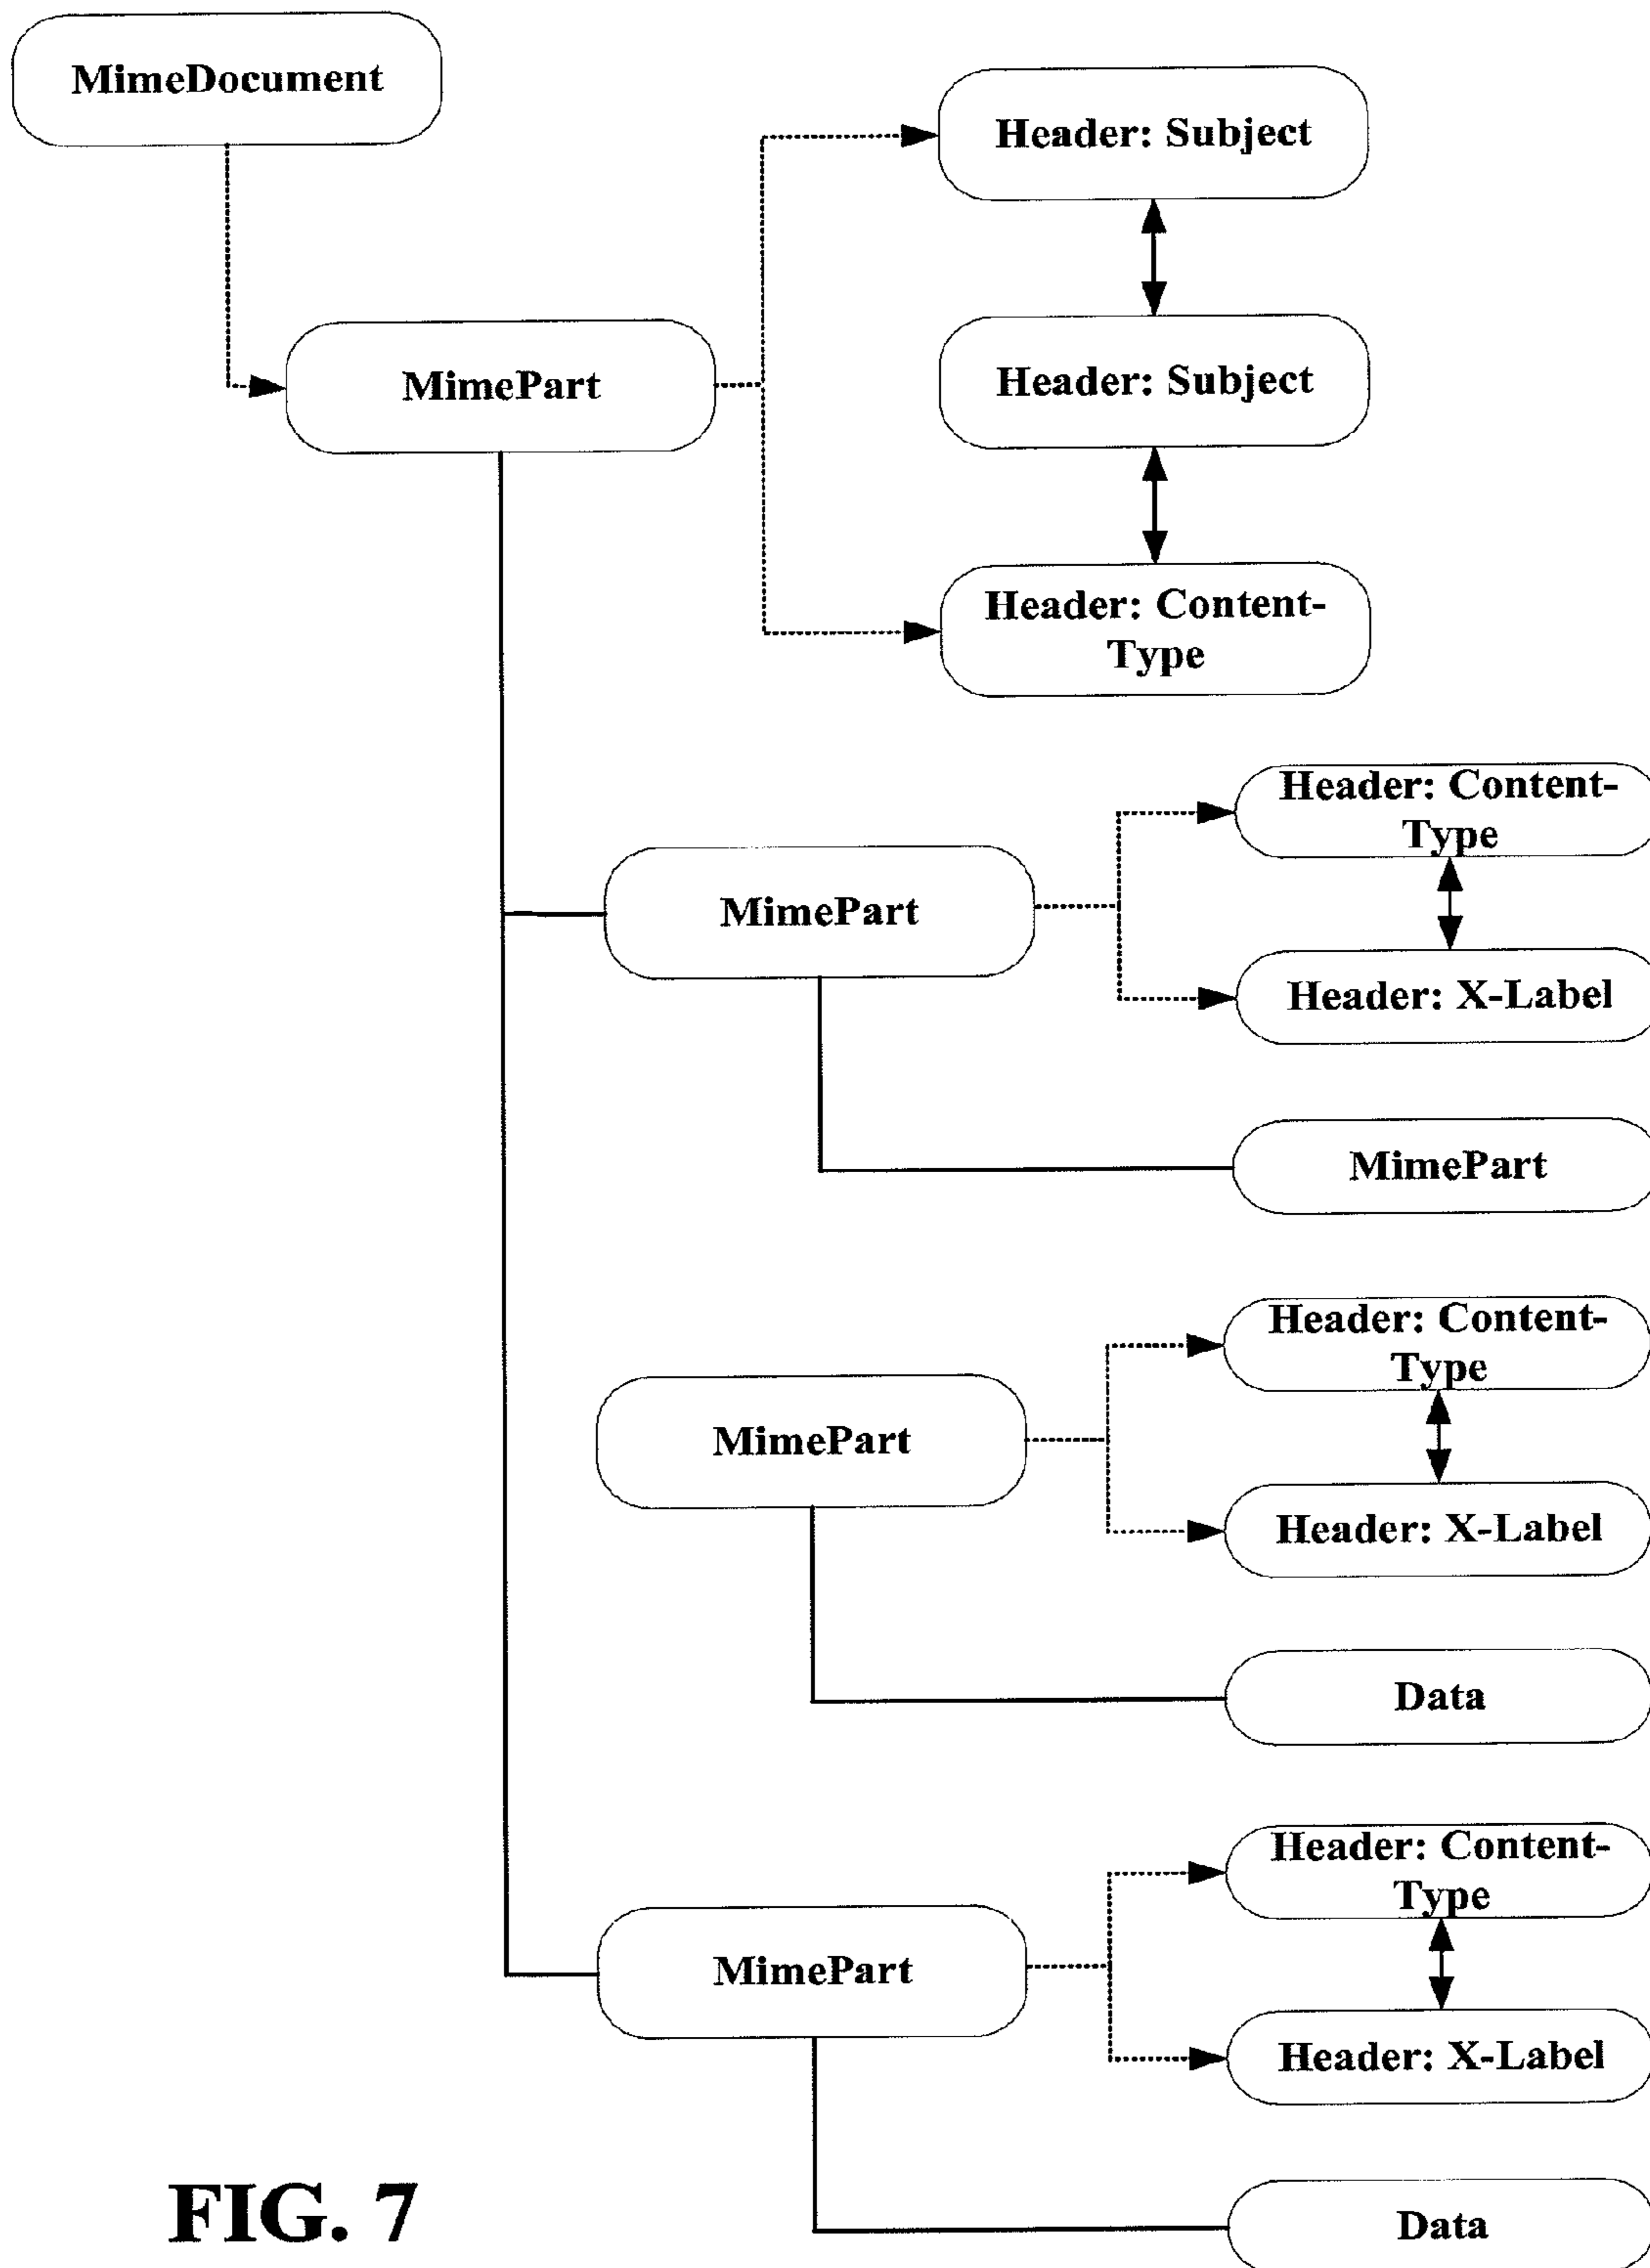 MimeDocument
Header: Subject
MimePart
Header: Subject
Header: Content-
Type
Header: Content-
Type
MimePart
Header: X-Label
MimePart
Header: Content-
Type
MimePart
Header: X-Label
Data
Header: Content-
Type
MimePart
Header: X-Label
FIG. 7
Data